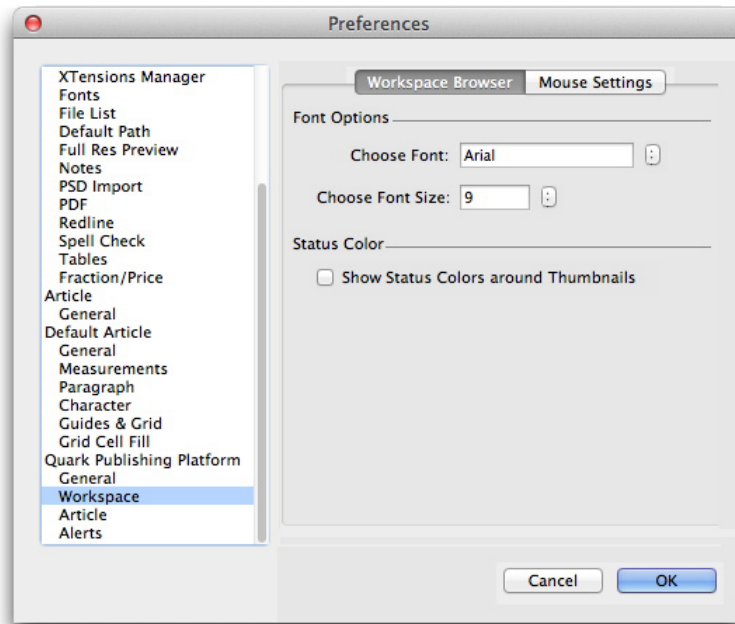 Preferences
XTensions Manager
Fonts
File List
Default Path
Full Res Preview
Notes
PSD Import
PDF
Redline
Spell Check
Tables
Fraction/Price
Article
General
Default Article
General
Measurements
Paragraph
Character
Guides & Grid
Grid Cell Fill
Quark Publishing Platform
General
Workspace
Article
Alerts
Workspace Browser Mouse Settings
Font Options
Choose Font: Arial
Choose Font Size: 9
Status Color
Show Status Colors around Thumbnails
Cancel OK